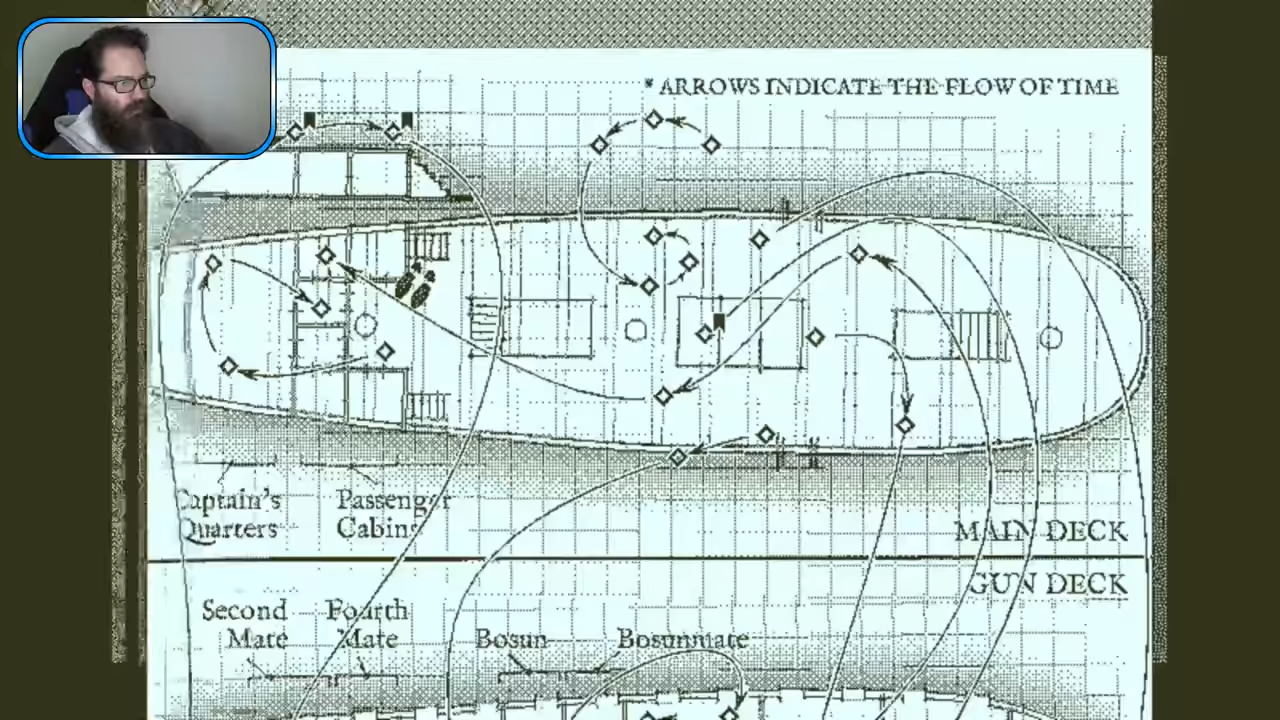 * ARROWS INDICATE THE FLOW OF TIME
Captain's
Quarters
Passenger
Cabins
MAIN DECK
GUN DECK
Second
Mate
Fourth
Mate
Bosun
Bosunmate